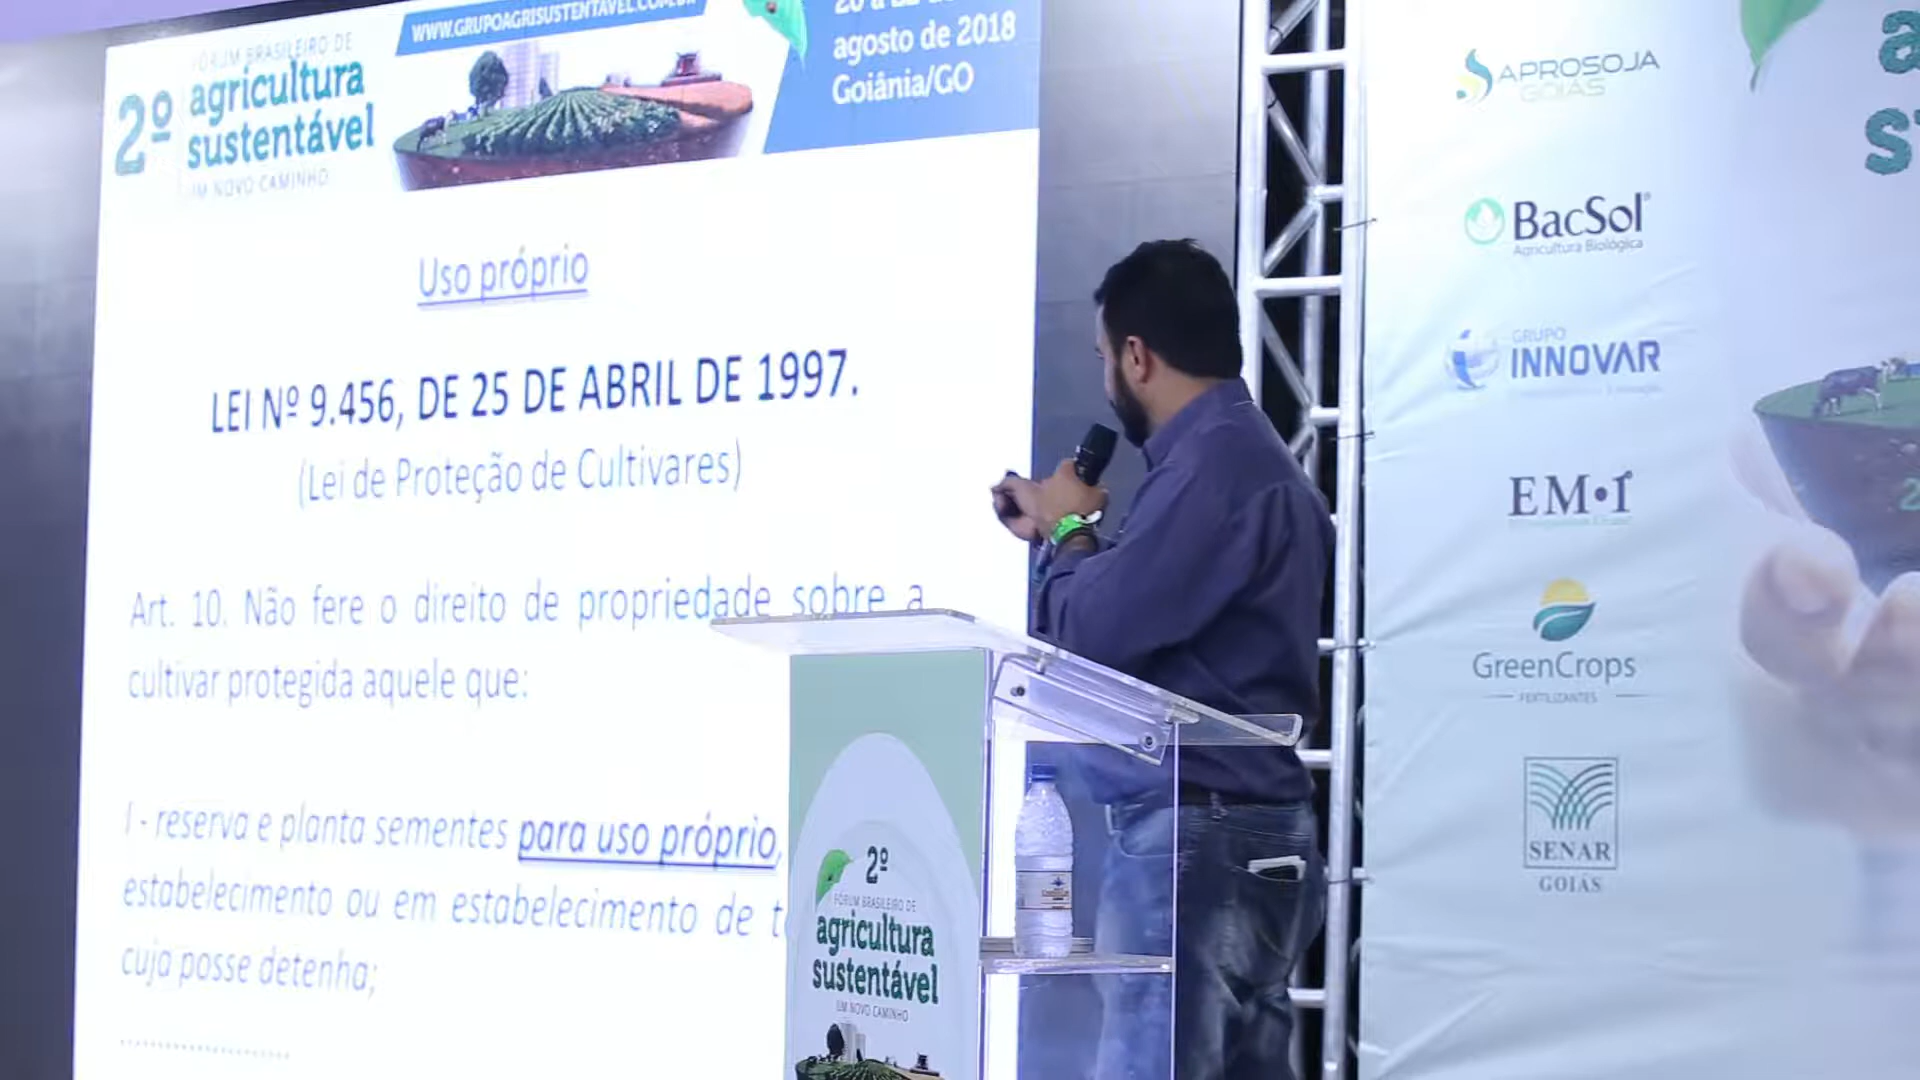 WWW.GRUPOAGRISUSTENTAVEL.COM.BR
agosto de 2018
Goiânia/GO
2º
FÓRUM BRASILEIRO DE
agricultura
sustentável
UM NOVO CAMINHO
Uso próprio
LEI Nº 9.456, DE 25 DE ABRIL DE 1997.
(Lei de Proteção de Cultivares)
Art. 10. Não fere o direito de propriedade sobre a
cultivar protegida aquele que:
I - reserva e planta sementes para uso próprio,
estabelecimento ou em estabelecimento de t
cuja posse detenha;
....................
2º
FÓRUM BRASILEIRO DE
agricultura
sustentável
UM NOVO CAMINHO
APROSOJA
GOIÁS
BacSol®
Agricultura Biológica
GRUPO
INNOVAR
EM•1
GreenCrops
FERTILIZANTES
SENAR
GOIÁS